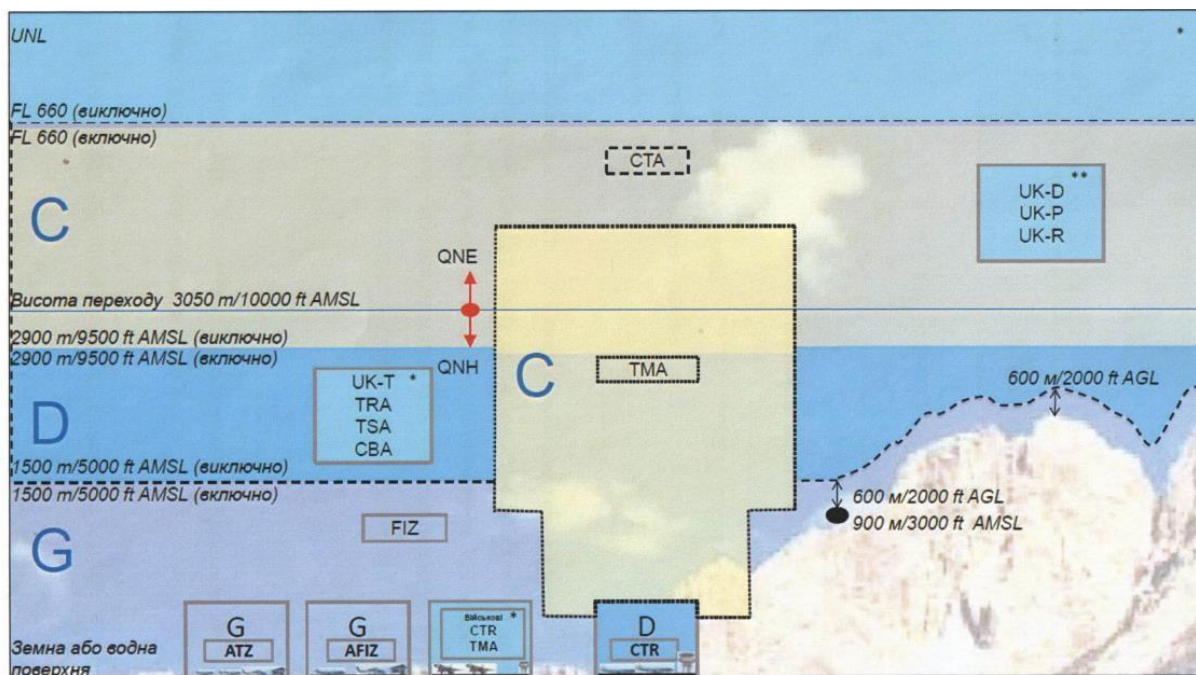 UNL
*
FL 660 (виключно)
FL 660 (включно)
CTA
C
UK-D **
UK-P
UK-R
QNE
Висота переходу 3050 m/10000 ft AMSL
2900 m/9500 ft AMSL (виключно)
2900 m/9500 ft AMSL (включно)
QNH
C
TMA
600 м/2000 ft AGL
UK-T *
TRA
TSA
CBA
D
1500 m/5000 ft AMSL (виключно)
1500 m/5000 ft AMSL (включно)
600 м/2000 ft AGL
900 м/3000 ft AMSL
FIZ
G
G
ATZ
G
AFIZ
Військові *
CTR
TMA
D
CTR
Земна або водна
поверхня